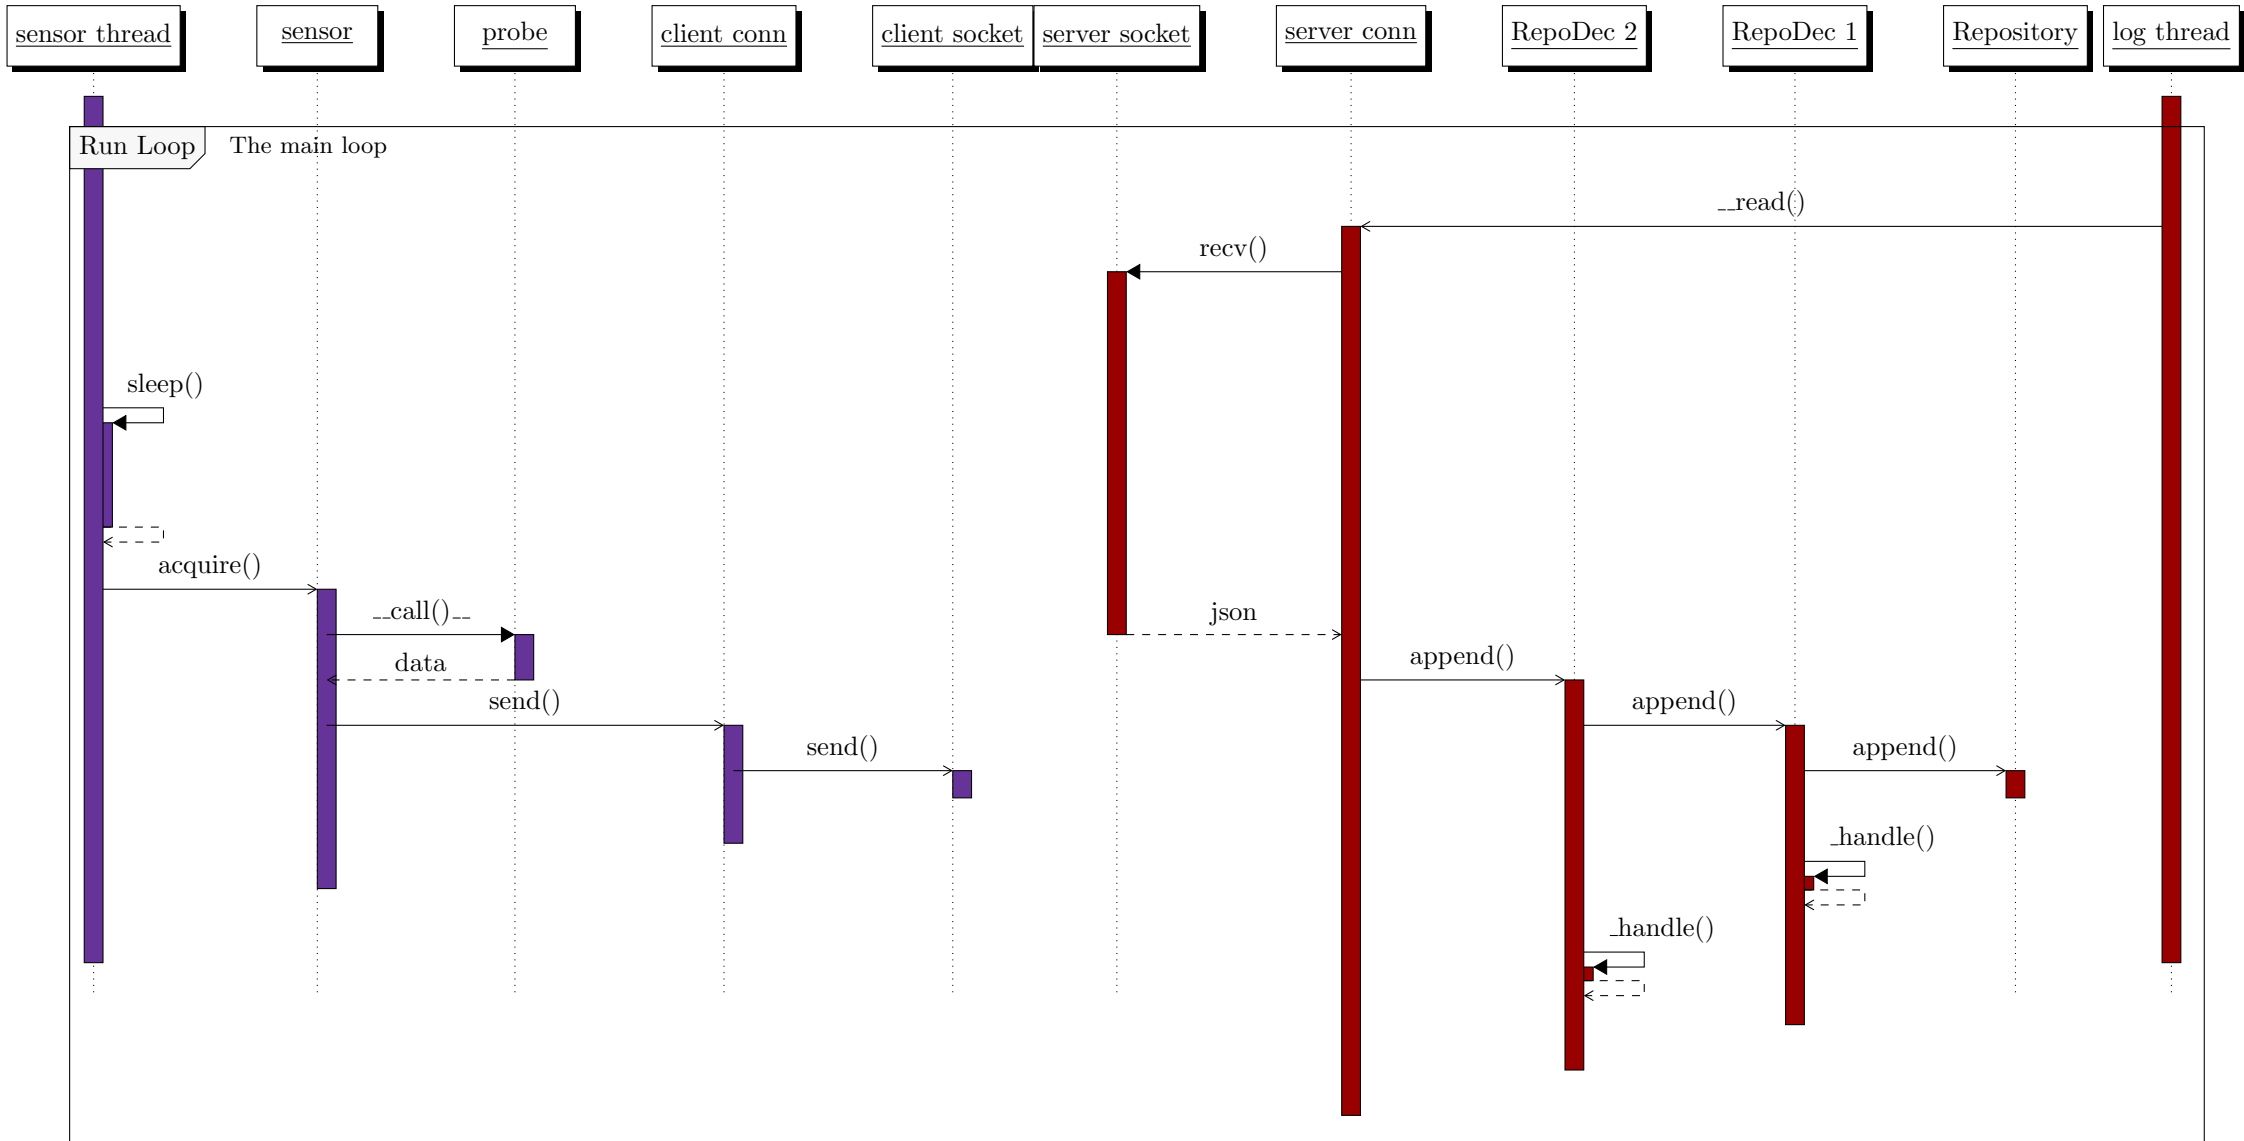 sensor thread
sensor
probe
client conn
client socket
server socket
server conn
RepoDec 2
RepoDec 1
Repository
log thread
Run Loop
The main loop
__read()
recv()
sleep()
acquire()
__call()__
json
data
append()
send()
append()
send()
append()
_handle()
_handle()